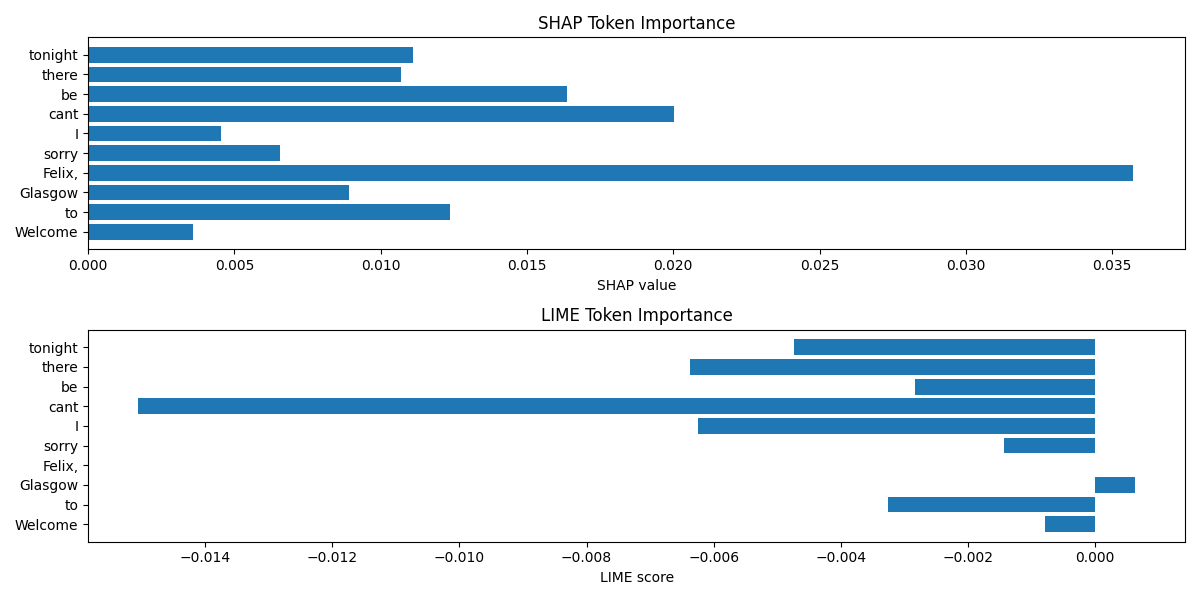 SHAP Token Importance
tonight
there
be
cant
I
sorry
Felix,
Glasgow
to
Welcome
0.000 0.005 0.010 0.015 0.020 0.025 0.030 0.035
SHAP value
LIME Token Importance
tonight
there
be
cant
I
sorry
Felix,
Glasgow
to
Welcome
−0.014 −0.012 −0.010 −0.008 −0.006 −0.004 −0.002 0.000
LIME score